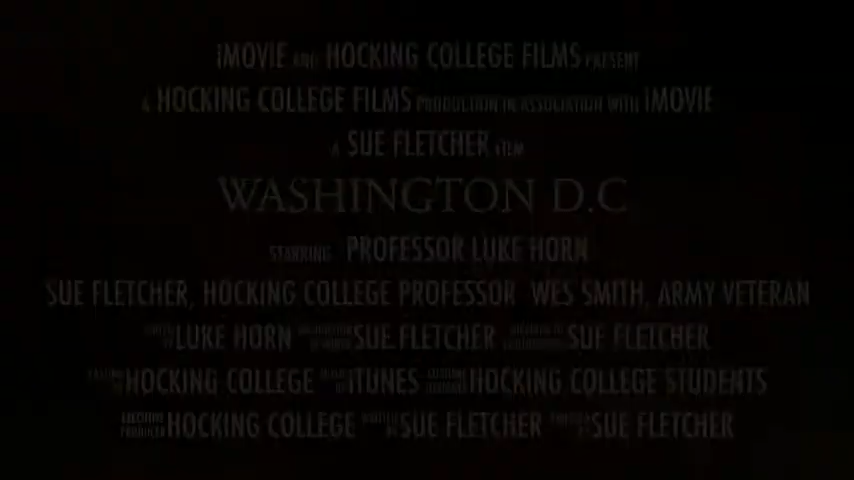 iMOVIE AND HOCKING COLLEGE FILMS PRESENT
A HOCKING COLLEGE FILMS PRODUCTION IN ASSOCIATION WITH iMOVIE
A SUE FLETCHER FILM
WASHINGTON D.C
STARRING PROFESSOR LUKE HORN
SUE FLETCHER, HOCKING COLLEGE PROFESSOR WES SMITH, ARMY VETERAN
LUKE HORN SUE FLETCHER SUE FLETCHER
HOCKING COLLEGE iTUNES HOCKING COLLEGE STUDENTS
EXECUTIVE PRODUCER HOCKING COLLEGE SUE FLETCHER SUE FLETCHER